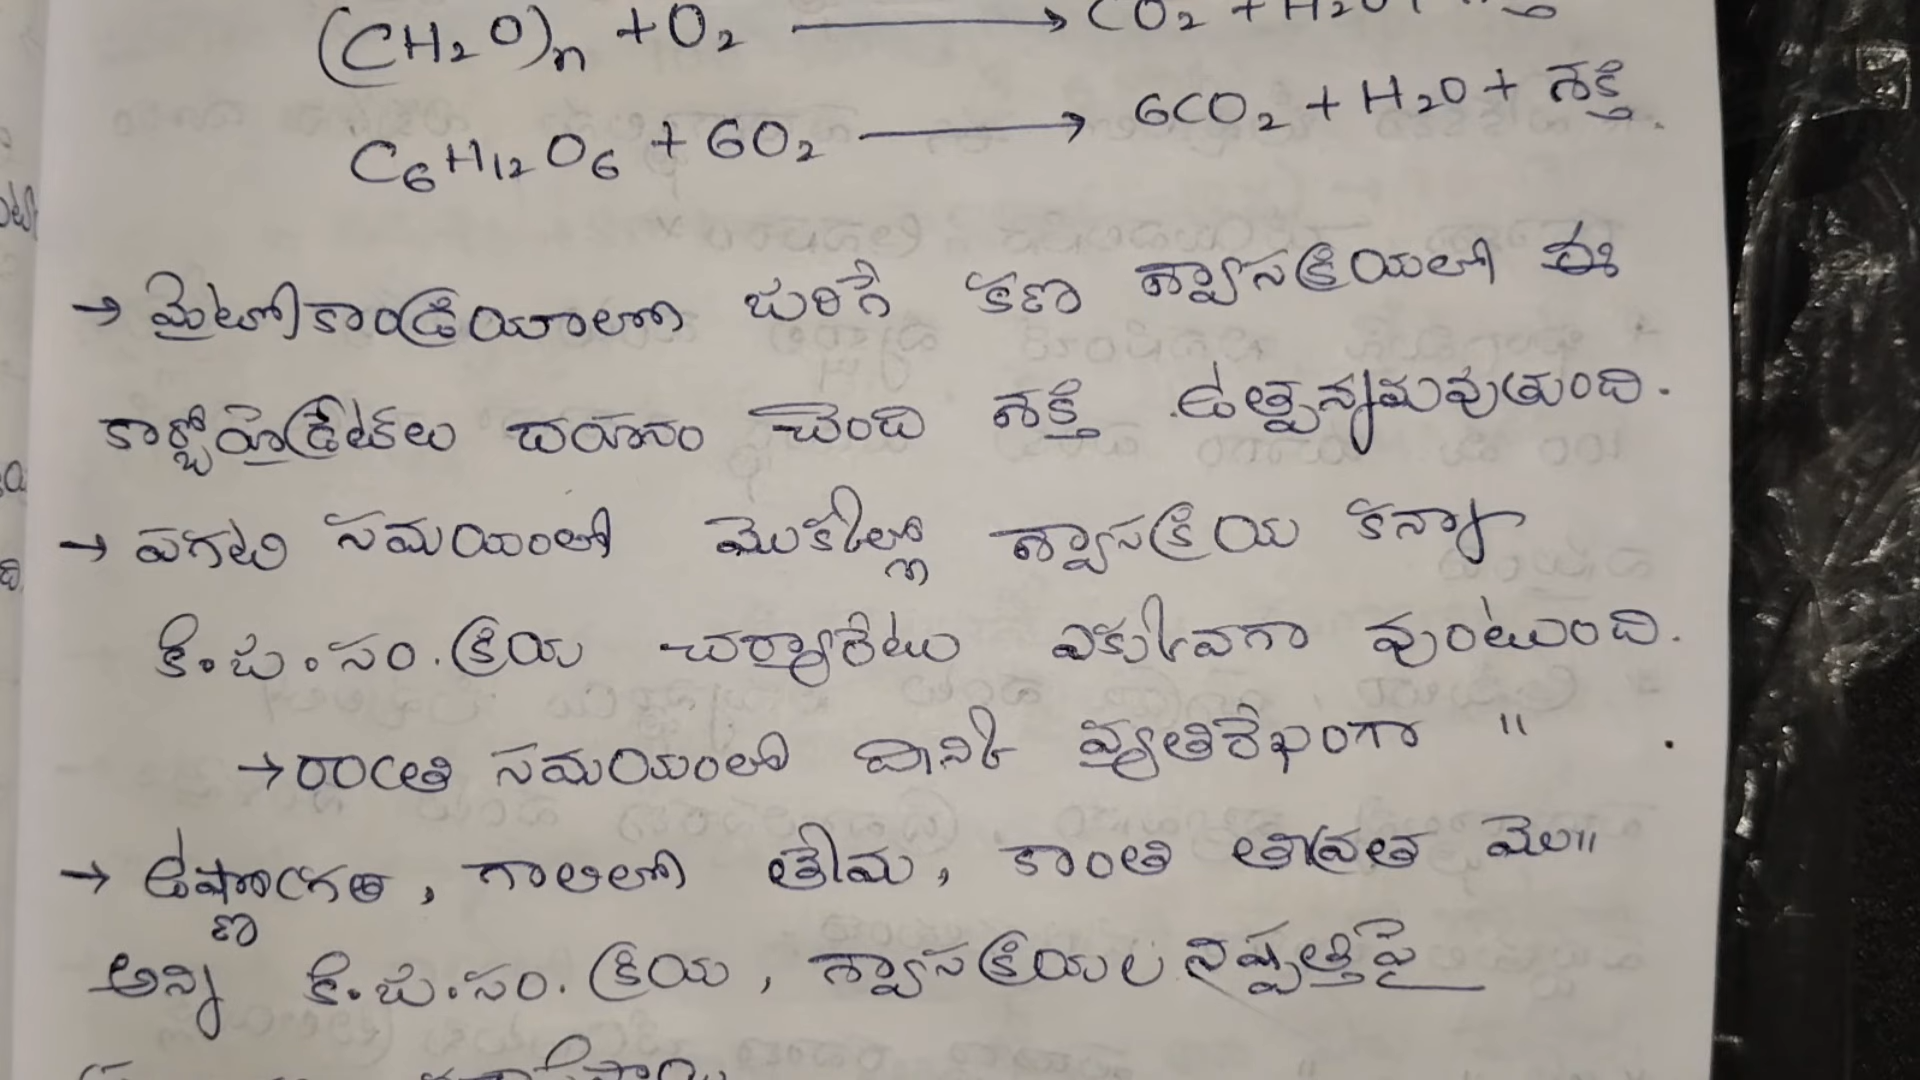 (CH₂O)n + O₂ → CO₂ + H₂O +
C₆H₁₂O₆ + 6O₂ → 6CO₂ + H₂O + శక్తి.
→ మైటోకాండ్రియాలో జరిగే కణ శ్వాసక్రియలో ఈ
కార్బోహైడ్రేట్‌లు దహనం చెంది శక్తి ఉత్పన్నమవుతుంది.
→ పగటి సమయంలో మొక్కల్లో శ్వాసక్రియ కన్నా
కి.జ.సం.క్రియ చర్యారేటు ఎక్కువగా వుంటుంది.
→ రాత్రి సమయంలో దానికి వ్యతిరేఖంగా " .
→ ఉష్ణోగ్రత, గాలిలో తేమ, కాంతి తీవ్రత మొ॥
అన్ని కి.జ.సం.క్రియ, శ్వాసక్రియల నిష్పత్తిపై